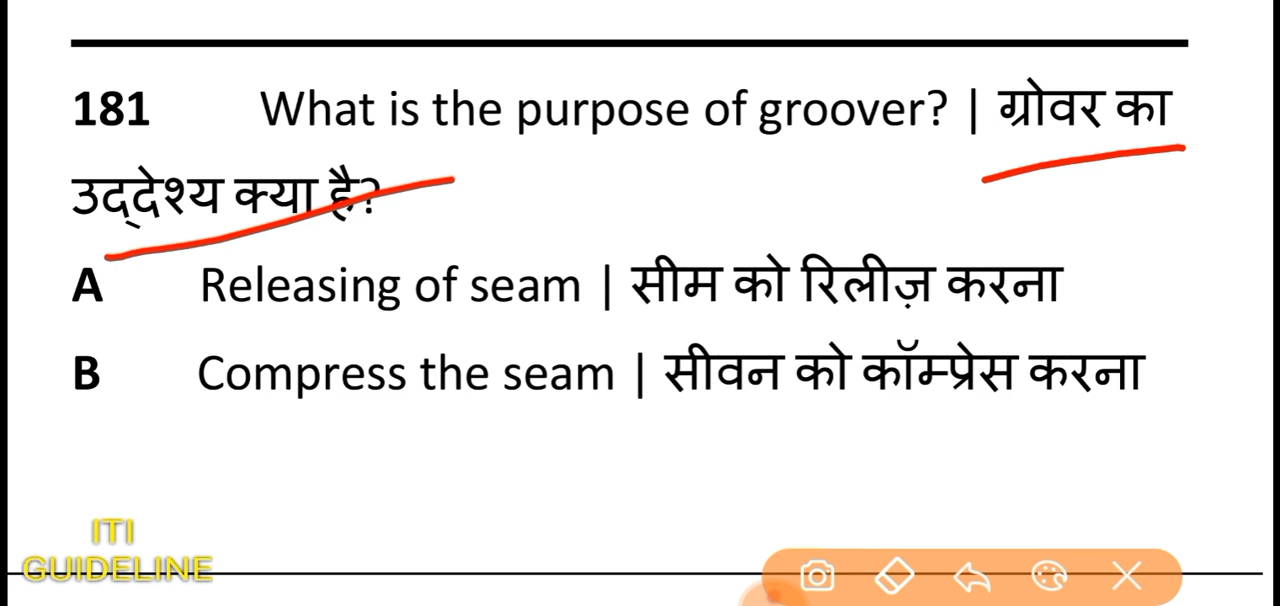 181 What is the purpose of groover? | ग्रोवर का
उद्देश्य क्या है?
A Releasing of seam | सीम को रिलीज़ करना
B Compress the seam | सीवन को कॉम्प्रेस करना
ITI
GUIDELINE